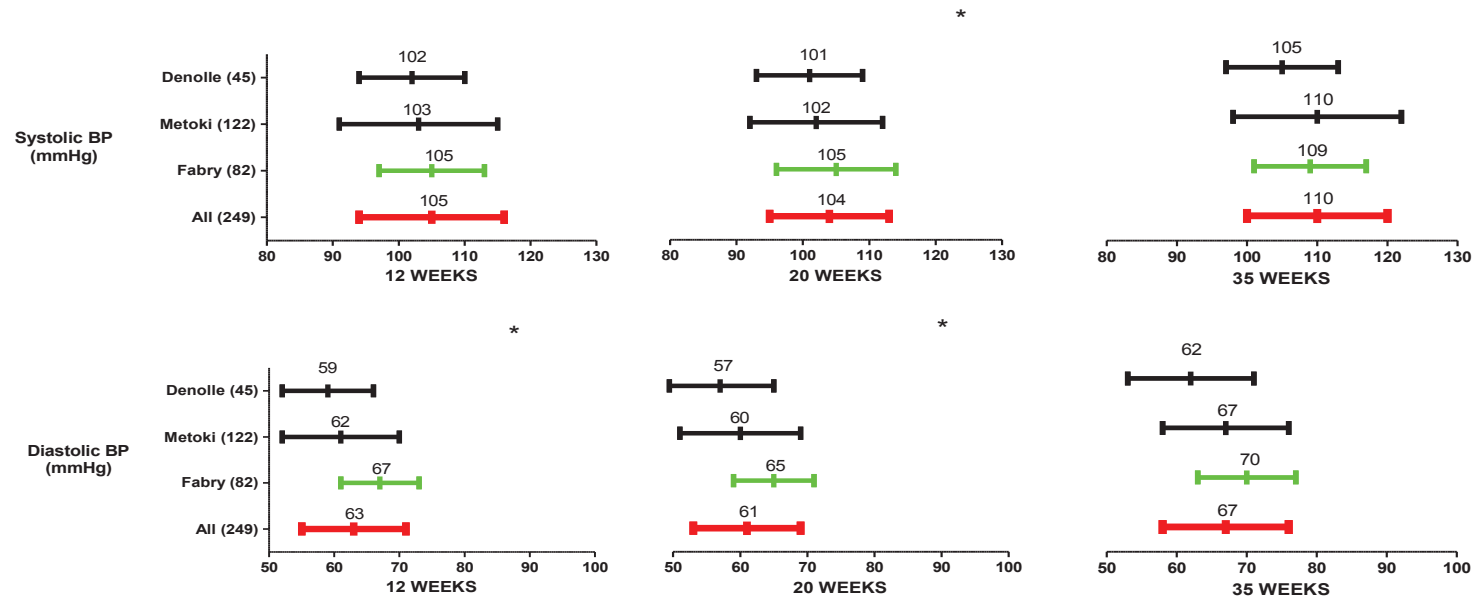 *
102
101
105
Denolle (45)
103
102
110
Metoki (122)
Systolic BP
(mmHg)
105
105
109
Fabry (82)
105
104
110
All (249)
80 90 100 110 120 130
80 90 100 110 120 130
80 90 100 110 120 130
12 WEEKS
20 WEEKS
35 WEEKS
*
*
59
57
62
Denolle (45)
62
60
67
Metoki (122)
Diastolic BP
(mmHg)
67
65
70
Fabry (82)
63
61
67
All (249)
50 60 70 80 90 100
50 60 70 80 90 100
50 60 70 80 90 100
12 WEEKS
20 WEEKS
35 WEEKS